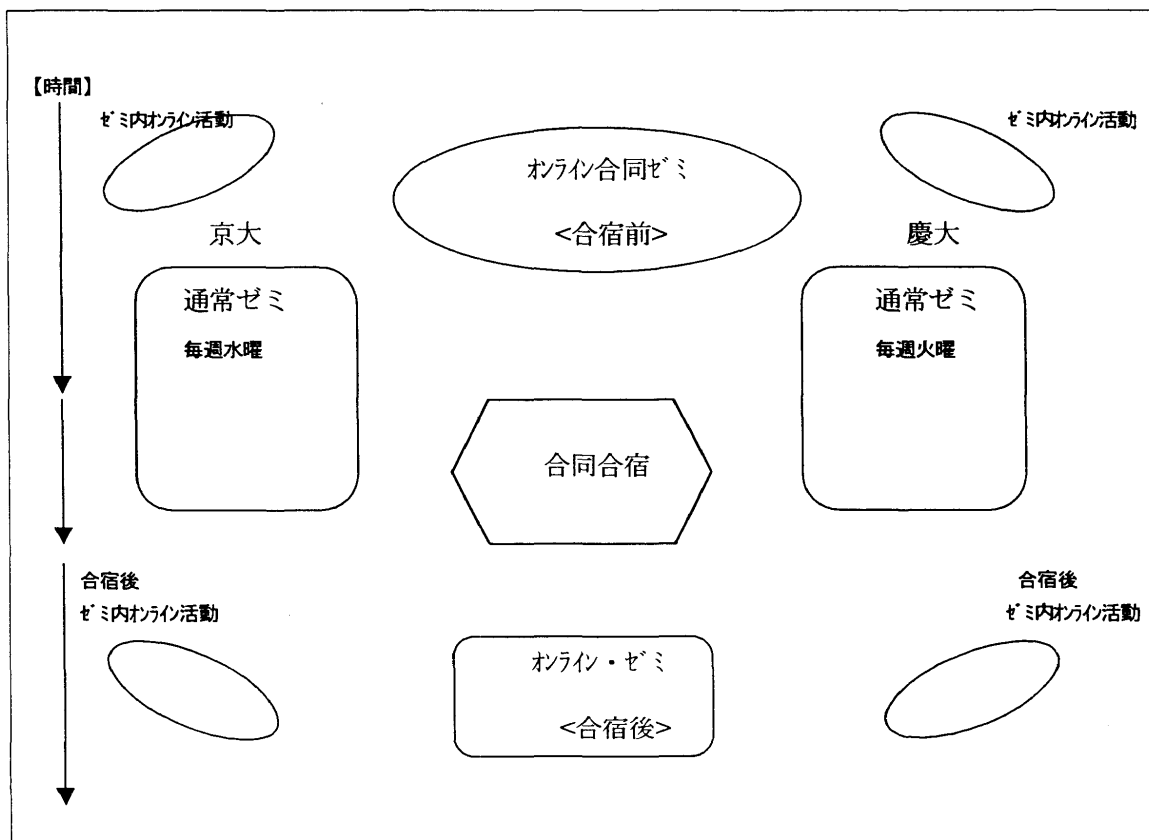 【時間】
ゼミ内オンライン活動
ゼミ内オンライン活動
オンライン合同ゼミ
<合宿前>
京大
慶大
通常ゼミ
毎週水曜
通常ゼミ
毎週火曜
合同合宿
合宿後
ゼミ内オンライン活動
合宿後
ゼミ内オンライン活動
オンライン・ゼミ
<合宿後>